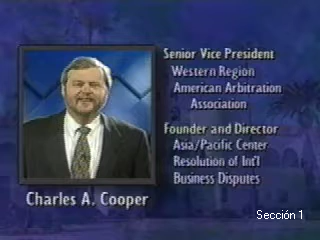 Senior Vice President
Western Region
American Arbitration
Association
Founder and Director
Asia/Pacific Center
Resolution of Int'l
Business Disputes
Charles A. Cooper
Sección 1